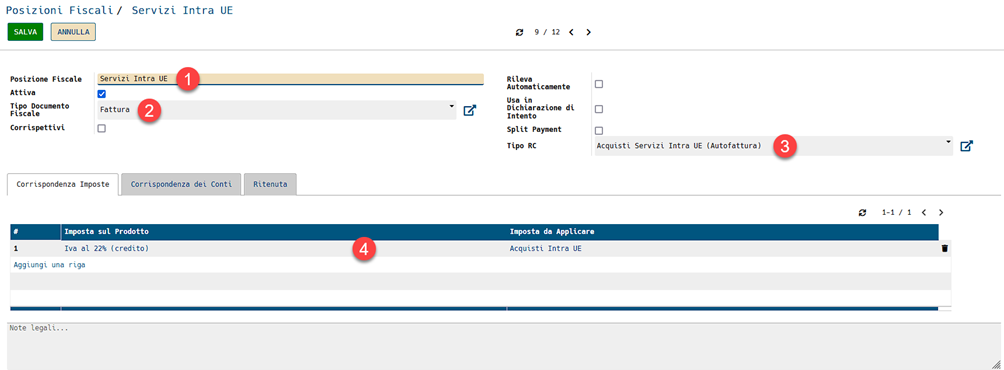 Posizioni Fiscali / Servizi Intra UE
SALVA ANNULLA 9 / 12
Posizione Fiscale Servizi Intra UE 1
Attiva
Tipo Documento Fiscale Fattura 2
Corrispettivi
Rileva Automaticamente
Usa in Dichiarazione di Intento
Split Payment
Tipo RC Acquisti Servizi Intra UE (Autofattura) 3
Corrispondenza Imposte Corrispondenza dei Conti Ritenuta
1-1 / 1
# Imposta sul Prodotto Imposta da Applicare
1 Iva al 22% (credito) 4 Acquisti Intra UE
Aggiungi una riga
Note legali...